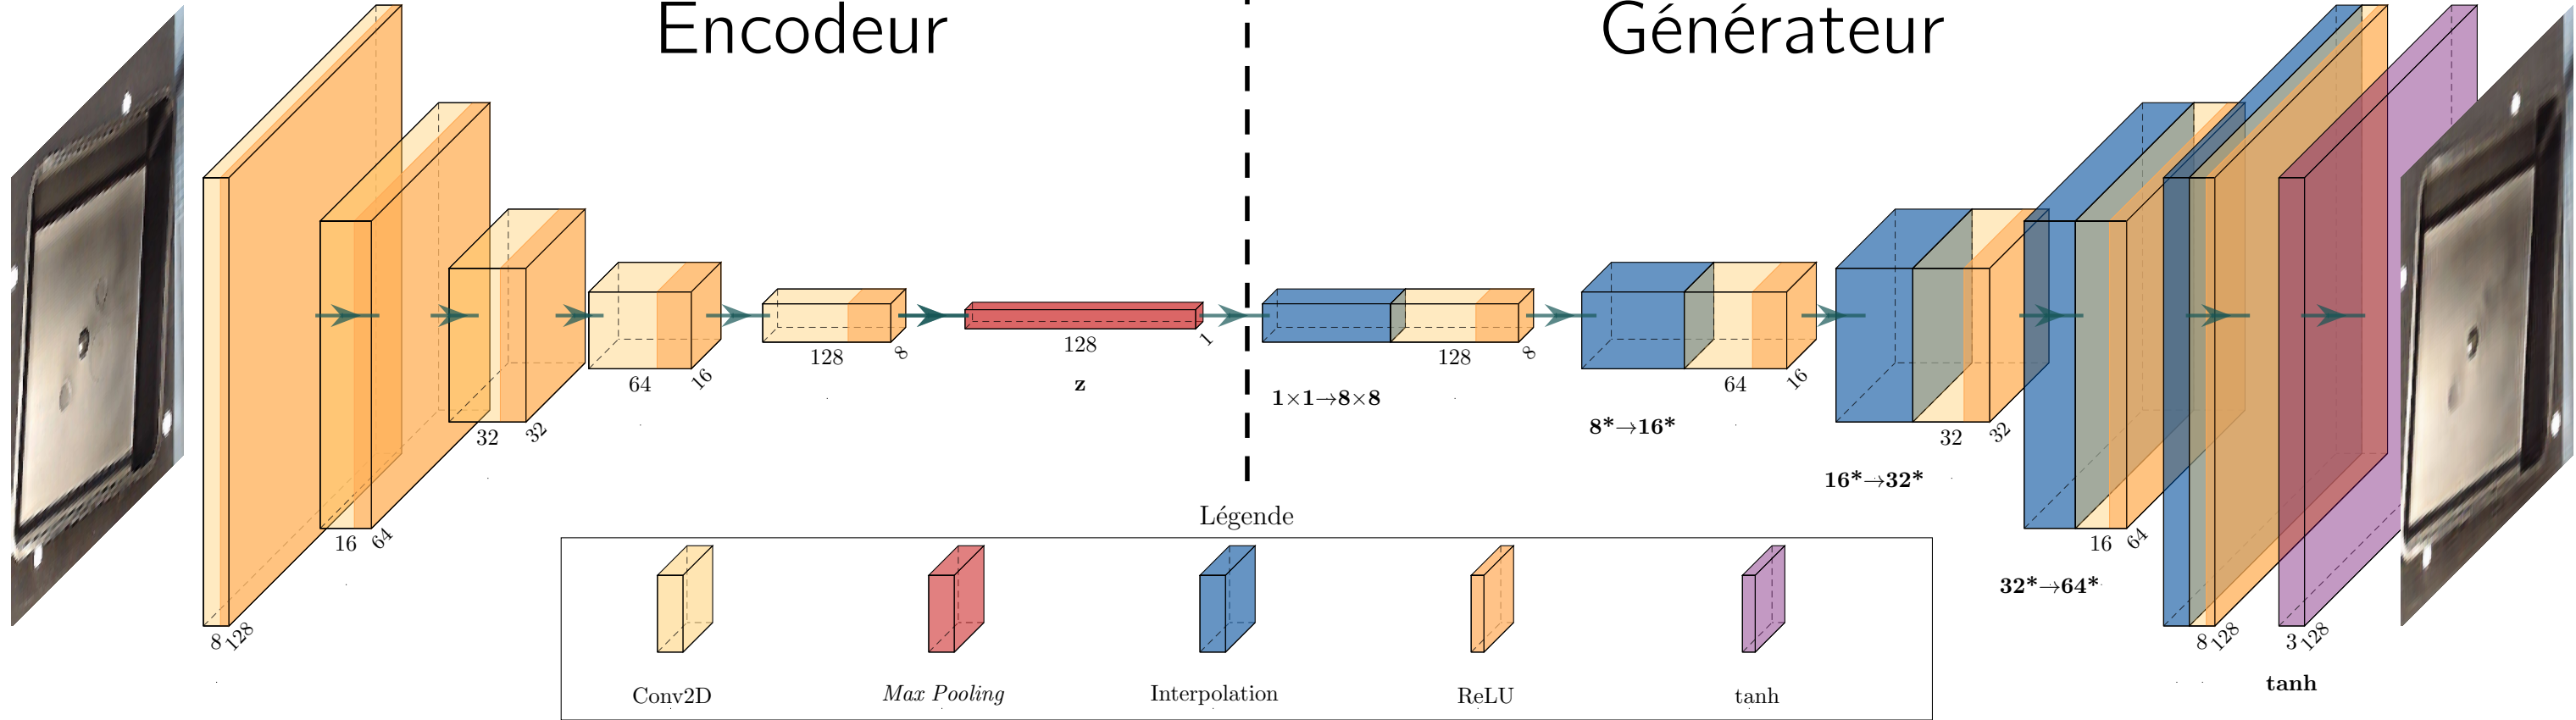 Encodeur
Générateur
8 128
16 64
32 32
64 16
128 8
128 1
z
1×1→8×8
128 8
8*→16*
64 16
16*→32*
32 32
32*→64*
16 64
8 128
3 128
tanh
Légende
Conv2D
Max Pooling
Interpolation
ReLU
tanh